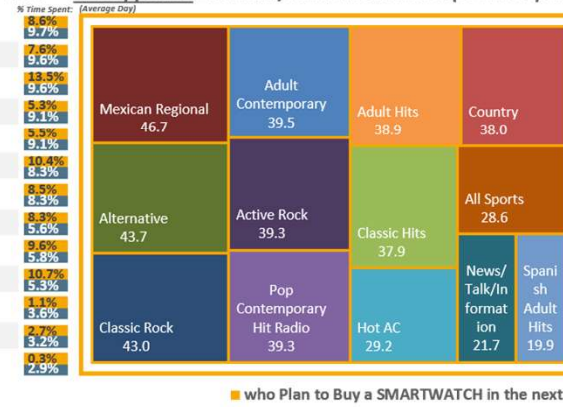 % Time Spent: (Average Day)
8.6%
9.7%
7.6%
9.6%
13.5%
9.6%
5.3%
9.1%
5.5%
9.1%
10.4%
8.3%
8.5%
8.3%
8.3%
5.6%
9.6%
5.8%
10.7%
5.3%
1.1%
3.6%
2.7%
3.2%
0.3%
2.9%
Mexican Regional
46.7
Alternative
43.7
Classic Rock
43.0
Adult
Contemporary
39.5
Active Rock
39.3
Pop
Contemporary
Hit Radio
39.3
Adult Hits
38.9
Classic Hits
37.9
Hot AC
29.2
Country
38.0
All Sports
28.6
News/
Talk/In
format
ion
21.7
Spani
sh
Adult
Hits
19.9
who Plan to Buy a SMARTWATCH in the next